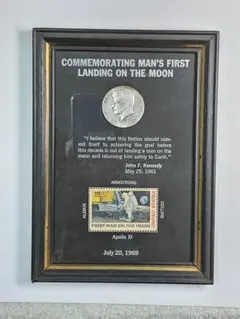 COMMEMORATING MAN'S FIRST
LANDING ON THE MOON
"I believe that this Nation should com-
mit itself to achieving the goal before
this decade is out of landing a man on the
moon and returning him safely to Earth."
John F. Kennedy
May 25, 1961
ARMSTRONG
ALDRIN
COLLINS
FIRST MAN ON THE MOON
Apollo XI
July 20, 1969